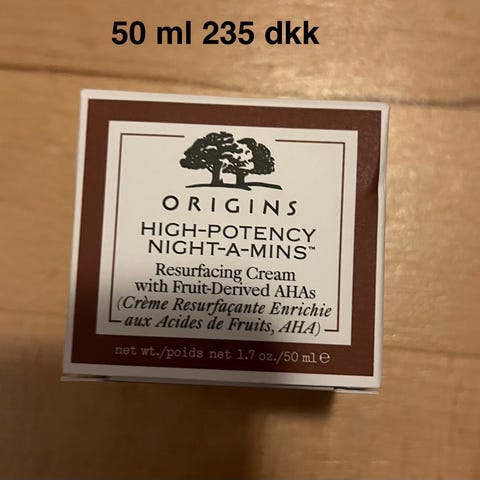 50 ml 235 dkk
ORIGINS
HIGH-POTENCY
NIGHT-A-MINS™
Resurfacing Cream
with Fruit-Derived AHAs
(Crème Resurfaçante Enrichie
aux Acides de Fruits, AHA)
net wt./poids net 1.7 oz./50 ml ℮